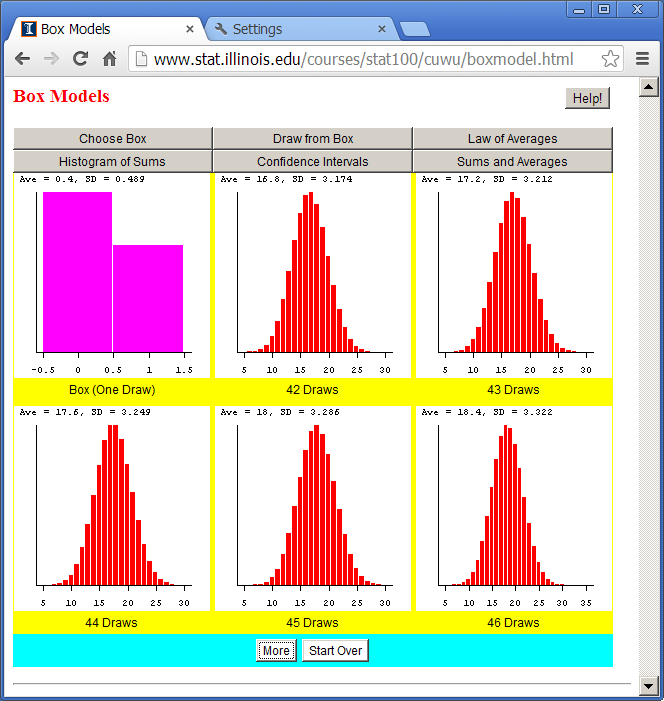 Box Models
Settings
www.stat.illinois.edu/courses/stat100/cuwu/boxmodel.html
Box Models
Help!
Choose Box
Draw from Box
Law of Averages
Histogram of Sums
Confidence Intervals
Sums and Averages
Ave = 0.4, SD = 0.489
Ave = 16.8, SD = 3.174
Ave = 17.2, SD = 3.212
-0.5 0 0.5 1 1.5
5 10 15 20 25 30
5 10 15 20 25 30
Box (One Draw)
42 Draws
43 Draws
Ave = 17.6, SD = 3.249
Ave = 18, SD = 3.286
Ave = 18.4, SD = 3.322
5 10 15 20 25 30
5 10 15 20 25 30
5 10 15 20 25 30 35
44 Draws
45 Draws
46 Draws
More
Start Over